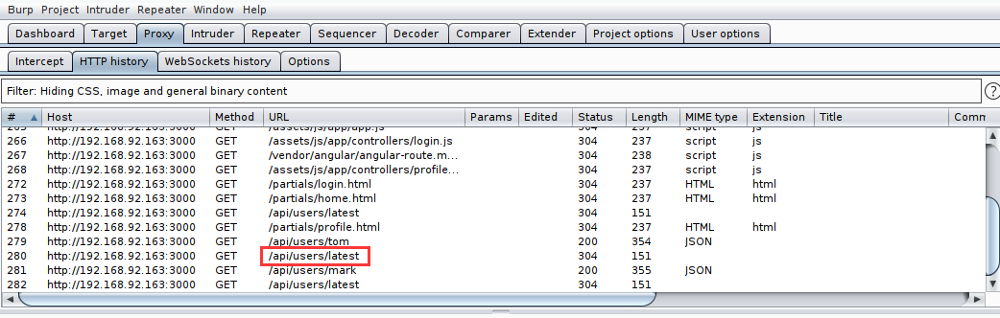 Burp Project Intruder Repeater Window Help
Dashboard Target Proxy Intruder Repeater Sequencer Decoder Comparer Extender Project options User options
Intercept HTTP history WebSockets history Options
Filter: Hiding CSS, image and general binary content ?
# Host Method URL Params Edited Status Length MIME type Extension Title Comm
265 http://192.168.92.163:3000 GET /assets/js/app/app.js 304 237 script js
266 http://192.168.92.163:3000 GET /assets/js/app/controllers/login.js 304 237 script js
267 http://192.168.92.163:3000 GET /vendor/angular/angular-route.m... 304 238 script js
268 http://192.168.92.163:3000 GET /assets/js/app/controllers/profile... 304 237 script js
272 http://192.168.92.163:3000 GET /partials/login.html 304 237 HTML html
273 http://192.168.92.163:3000 GET /partials/home.html 304 237 HTML html
274 http://192.168.92.163:3000 GET /api/users/latest 304 151
278 http://192.168.92.163:3000 GET /partials/profile.html 304 237 HTML html
279 http://192.168.92.163:3000 GET /api/users/tom 200 354 JSON
280 http://192.168.92.163:3000 GET /api/users/latest 304 151
281 http://192.168.92.163:3000 GET /api/users/mark 200 355 JSON
282 http://192.168.92.163:3000 GET /api/users/latest 304 151